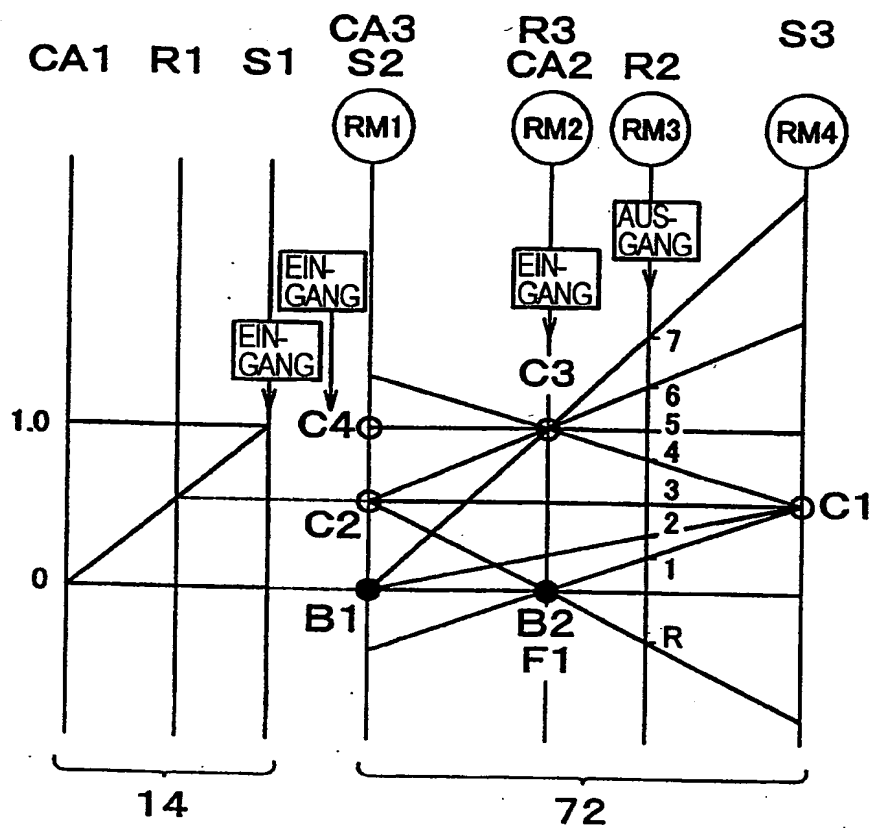 CA3 R3 S3
CA1 R1 S1 S2 CA2 R2
RM1 RM2 RM3 RM4
AUS-
GANG
EIN-
GANG
EIN-
GANG
EIN-
GANG
7
C3
6
1.0
C4
5
4
3
C2
C1
2
1
0
B1
B2
R
F1
14
72